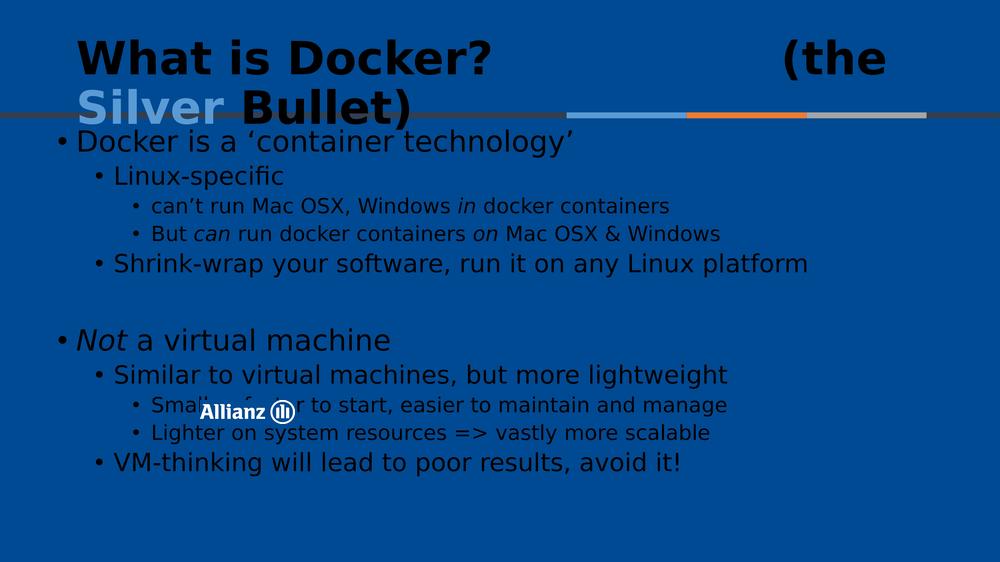 What is Docker? (the
Silver Bullet)
• Docker is a ‘container technology’
• Linux-specific
• can’t run Mac OSX, Windows in docker containers
• But can run docker containers on Mac OSX & Windows
• Shrink-wrap your software, run it on any Linux platform
• Not a virtual machine
• Similar to virtual machines, but more lightweight
• to start, easier to maintain and manage
Allianz
• Lighter on system resources => vastly more scalable
• VM-thinking will lead to poor results, avoid it!